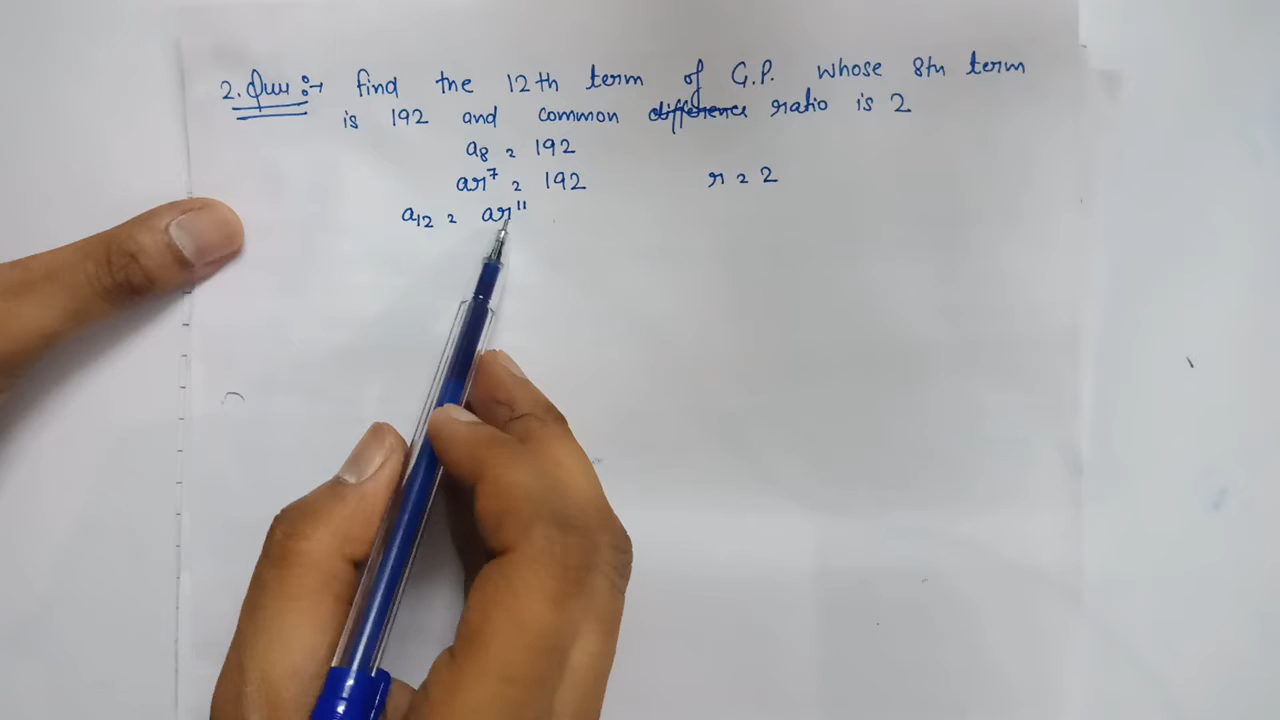 2. Ques :→ find the 12th term of G.P. whose 8th term
is 192 and common difference ratio is 2
a₈ = 192
ar⁷ = 192 r = 2
a₁₂ = ar¹¹